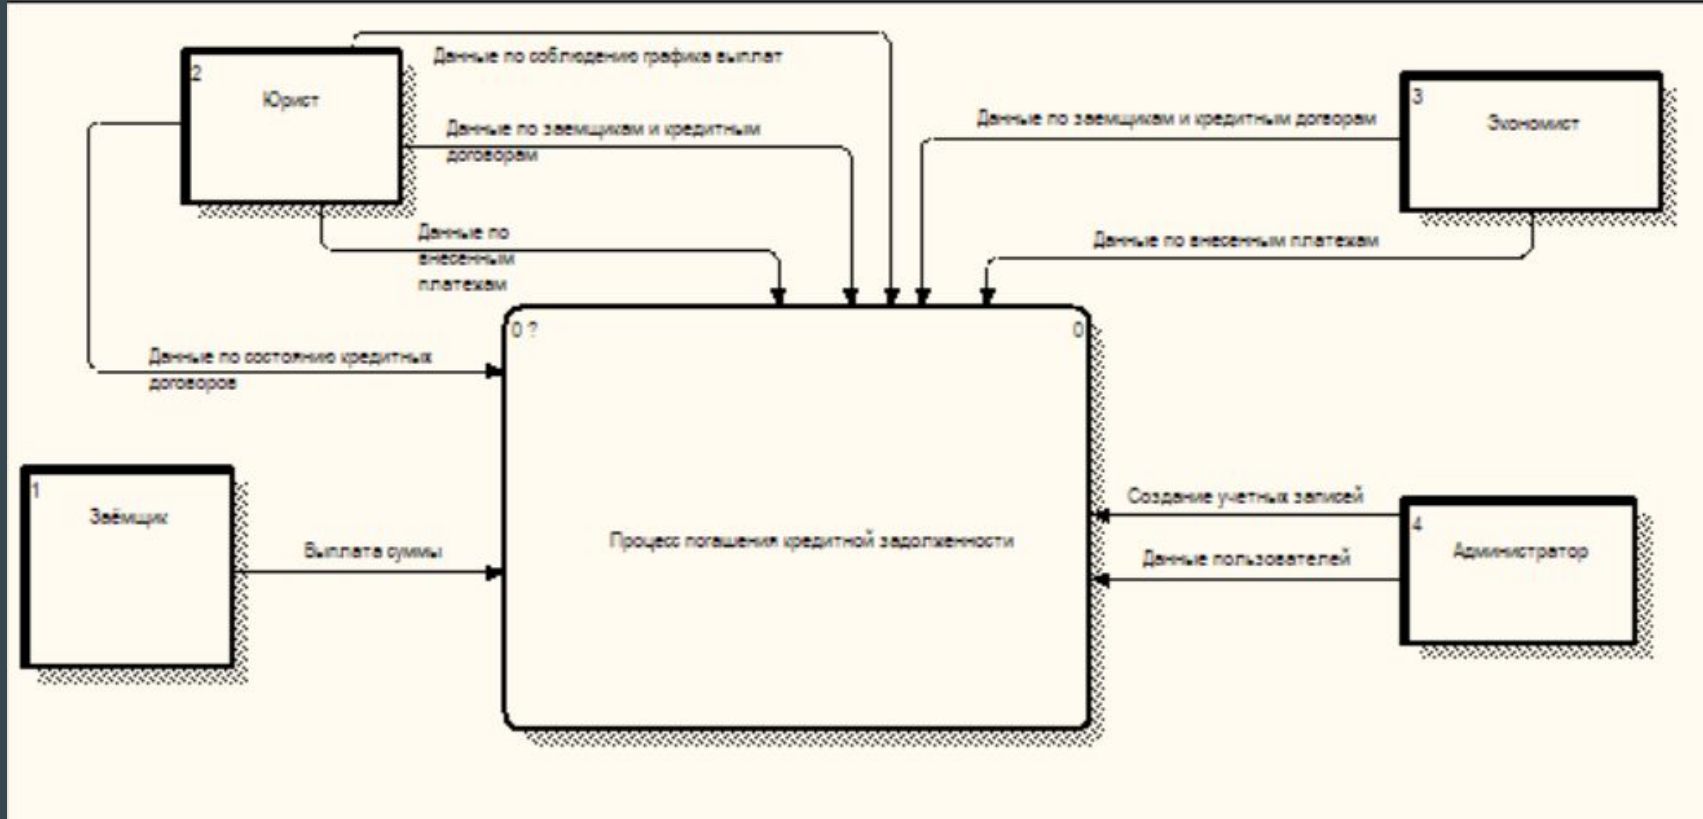 Данные по соблюдению графика выплат
2
Юрист
3
Экономист
Данные по заемщикам и кредитным
договорам
Данные по заемщикам и кредитным догворам
Данные по
внесенным
платежам
Данные по внесенным платежам
0 ?
0
Данные по состоянию кредитных
договоров
1
Заёмщик
Выплата суммы
Процесс погашения кредитной задолженности
Создание учетных записей
Данные пользователей
4
Администратор